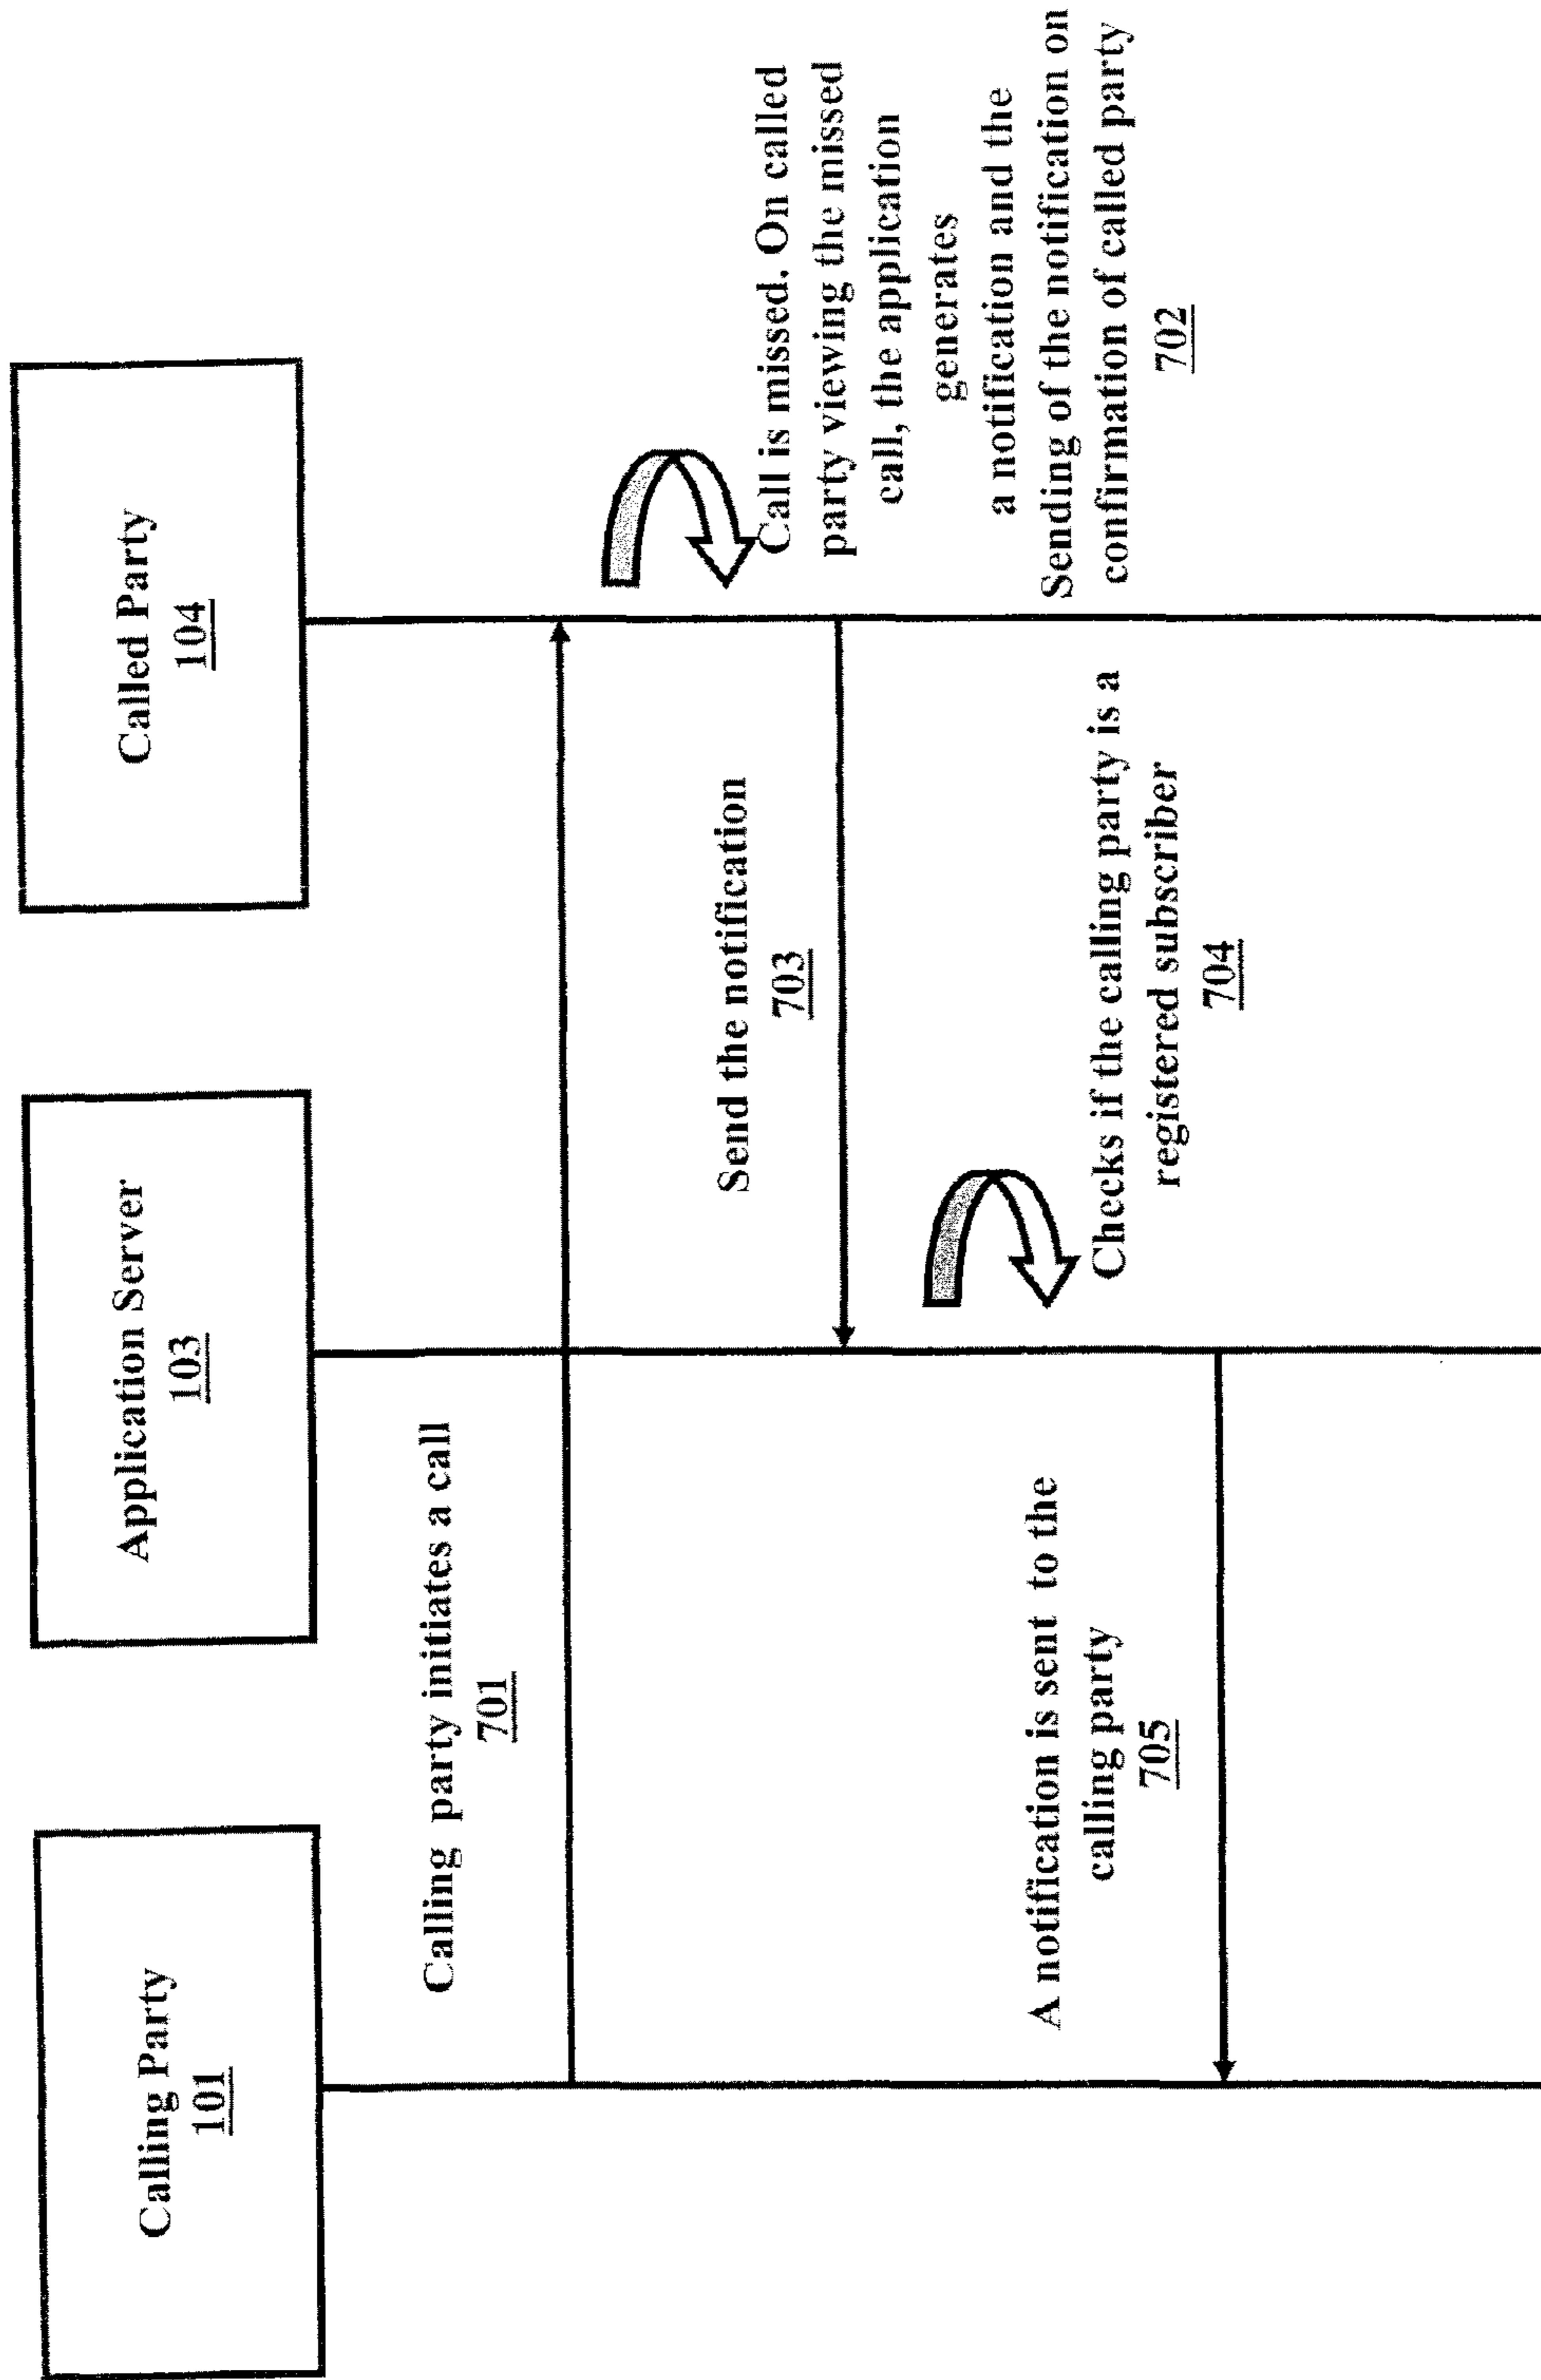 Calling Party
101
Application Server
103
Called Party
104
Calling party initiates a call
701
Call is missed. On called
party viewing the missed
call, the application
generates
a notification and the
Sending of the notification on
confirmation of called party
702
Send the notification
703
Checks if the calling party is a
registered subscriber
704
A notification is sent to the
calling party
705